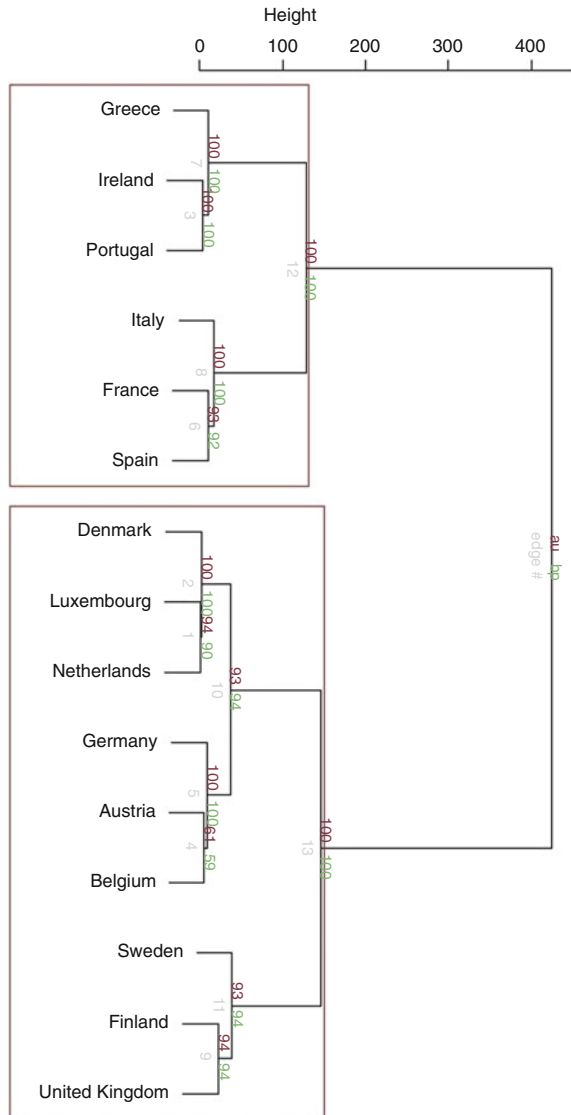 Height
0 100 200 300 400
Greece
100
7
100
Ireland
100
3
100
Portugal
100
12
100
Italy
100
8
100
France
93
6
92
Spain
au
bp
edge #
Denmark
100
2
100
Luxembourg
94
1
90
Netherlands
93
10
94
Germany
100
5
100
Austria
61
4
59
Belgium
100
13
100
Sweden
93
11
94
Finland
94
9
94
United Kingdom